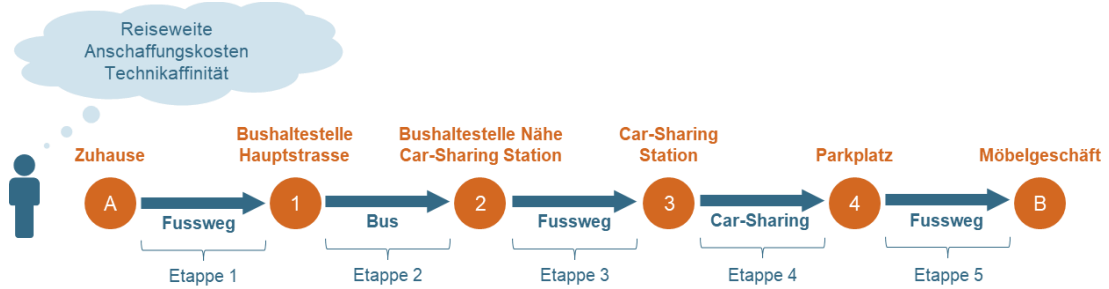 Reiseweite
Anschaffungskosten
Technikaffinität
Zuhause
Bushaltestelle
Hauptstrasse
Bushaltestelle Nähe
Car-Sharing Station
Car-Sharing
Station
Parkplatz
Möbelgeschäft
A
1
2
3
4
B
Fussweg
Bus
Fussweg
Car-Sharing
Fussweg
Etappe 1
Etappe 2
Etappe 3
Etappe 4
Etappe 5